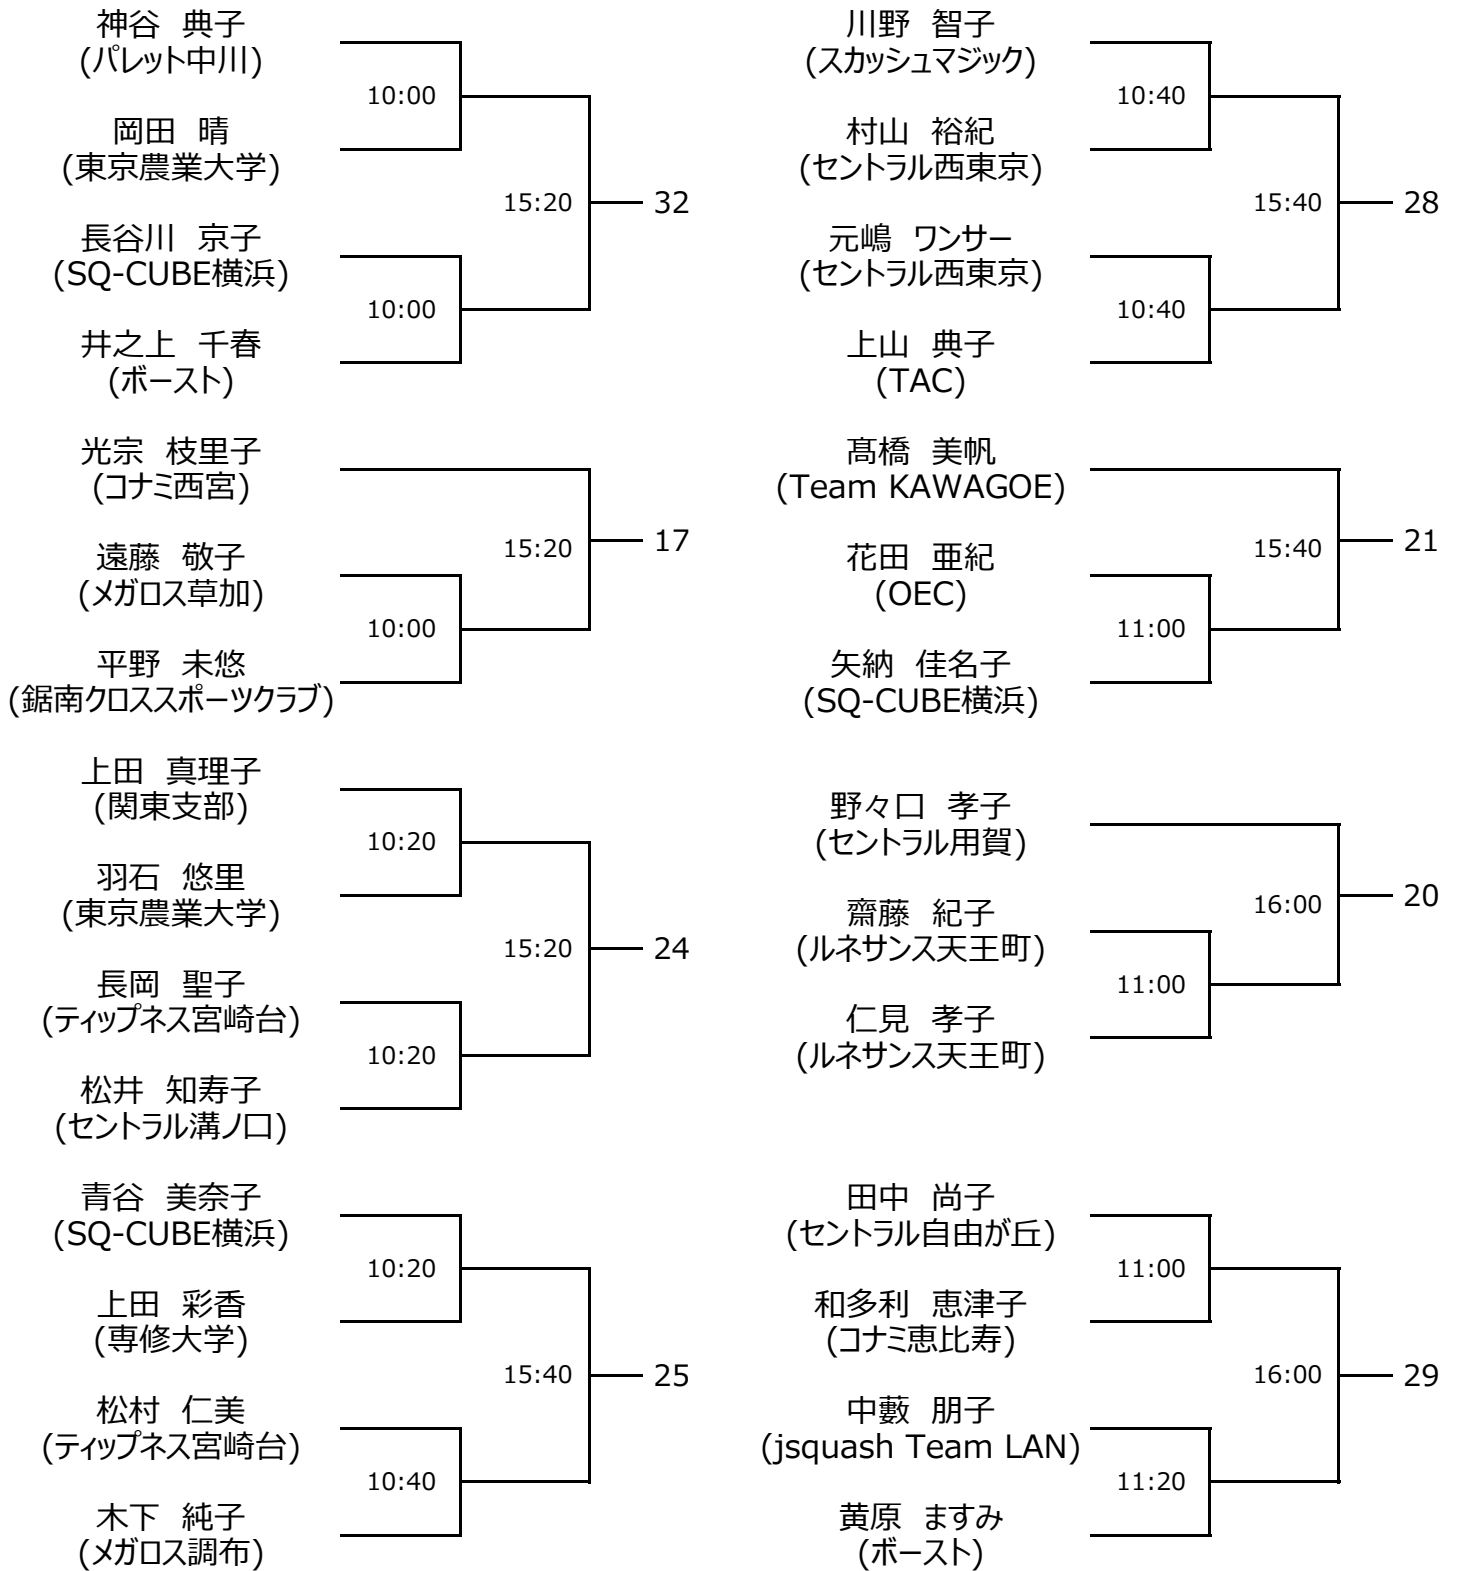 神谷　典子
(パレット中川)
10:00
岡田　晴
(東京農業大学)
15:20
32
長谷川　京子
(SQ-CUBE横浜)
10:00
井之上　千春
(ボースト)
光宗　枝里子
(コナミ西宮)
15:20
17
遠藤　敬子
(メガロス草加)
10:00
平野　未悠
(鋸南クロススポーツクラブ)
上田　真理子
(関東支部)
10:20
羽石　悠里
(東京農業大学)
15:20
24
長岡　聖子
(ティップネス宮崎台)
10:20
松井　知寿子
(セントラル溝ノ口)
青谷　美奈子
(SQ-CUBE横浜)
10:20
上田　彩香
(専修大学)
15:40
25
松村　仁美
(ティップネス宮崎台)
10:40
木下　純子
(メガロス調布)
川野　智子
(スカッシュマジック)
10:40
村山　裕紀
(セントラル西東京)
15:40
28
元嶋　ワンサー
(セントラル西東京)
10:40
上山　典子
(TAC)
髙橋　美帆
(Team KAWAGOE)
15:40
21
花田　亜紀
(OEC)
11:00
矢納　佳名子
(SQ-CUBE横浜)
野々口　孝子
(セントラル用賀)
16:00
20
齋藤　紀子
(ルネサンス天王町)
11:00
仁見　孝子
(ルネサンス天王町)
田中　尚子
(セントラル自由が丘)
11:00
和多利　恵津子
(コナミ恵比寿)
16:00
29
中藪　朋子
(jsquash Team LAN)
11:20
黄原　ますみ
(ボースト)